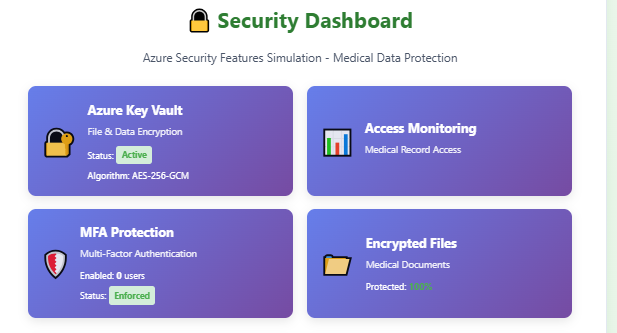 Security Dashboard
Azure Security Features Simulation - Medical Data Protection
Azure Key Vault
File & Data Encryption
Status: Active
Algorithm: AES-256-GCM
Access Monitoring
Medical Record Access
MFA Protection
Multi-Factor Authentication
Enabled: 0 users
Status: Enforced
Encrypted Files
Medical Documents
Protected: 100%